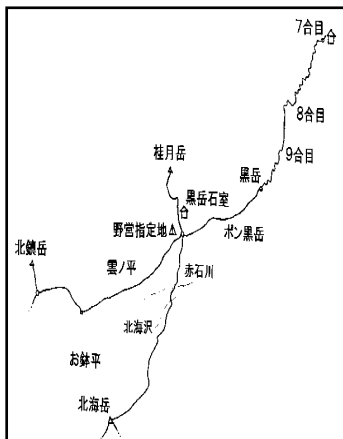 7合目
8合目
9合目
桂月岳
黒岳
黒岳石室
野営指定地
ポン黒岳
北鎮岳
雲ノ平
赤石川
北海沢
お鉢平
北海岳